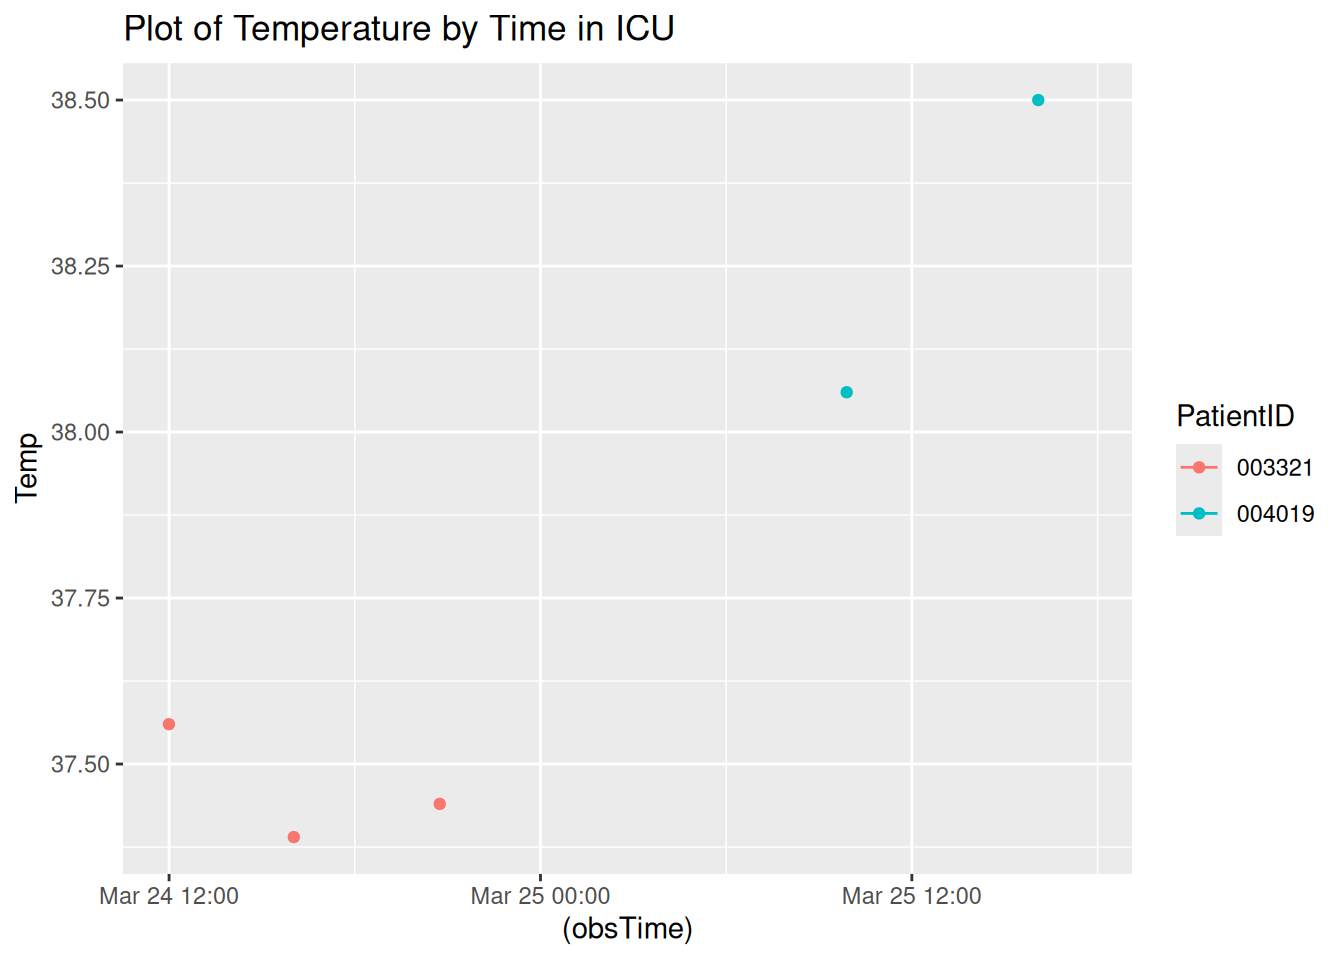 Plot of Temperature by Time in ICU
38.50
38.25
38.00
37.75
37.50
Temp
Mar 24 12:00
Mar 25 00:00
Mar 25 12:00
(obsTime)
PatientID
003321
004019